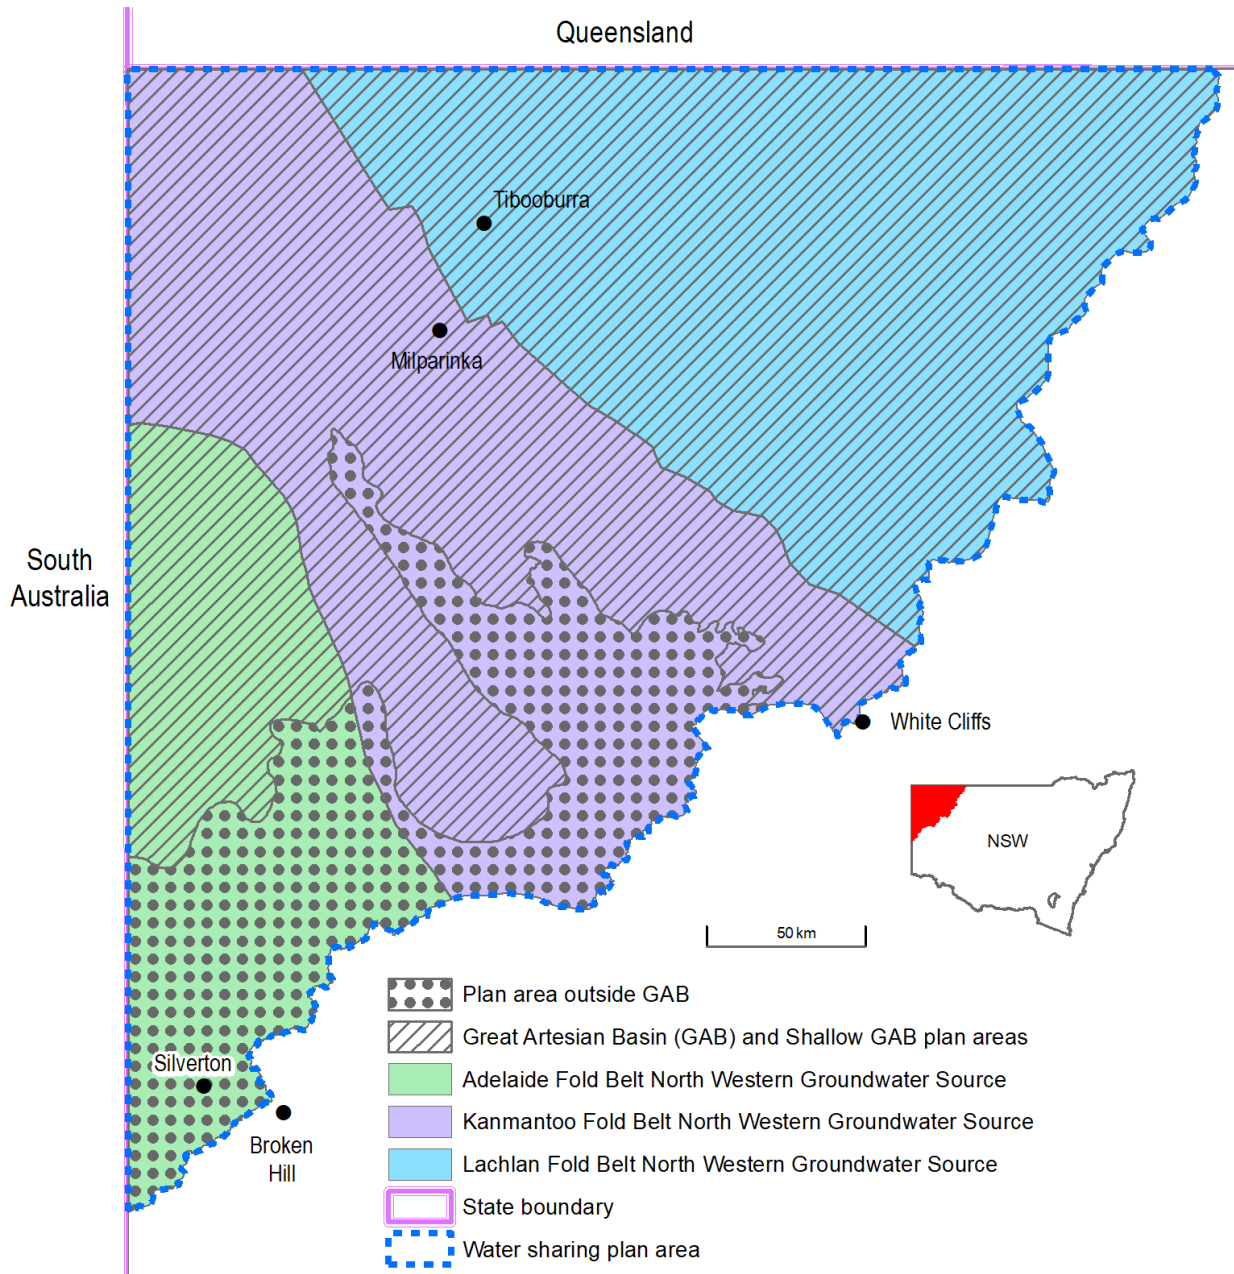 Queensland
Tibooburra
Milparinka
South
Australia
White Cliffs
NSW
50 km
Plan area outside GAB
Great Artesian Basin (GAB) and Shallow GAB plan areas
Adelaide Fold Belt North Western Groundwater Source
Kanmantoo Fold Belt North Western Groundwater Source
Lachlan Fold Belt North Western Groundwater Source
State boundary
Water sharing plan area
Silverton
Broken
Hill